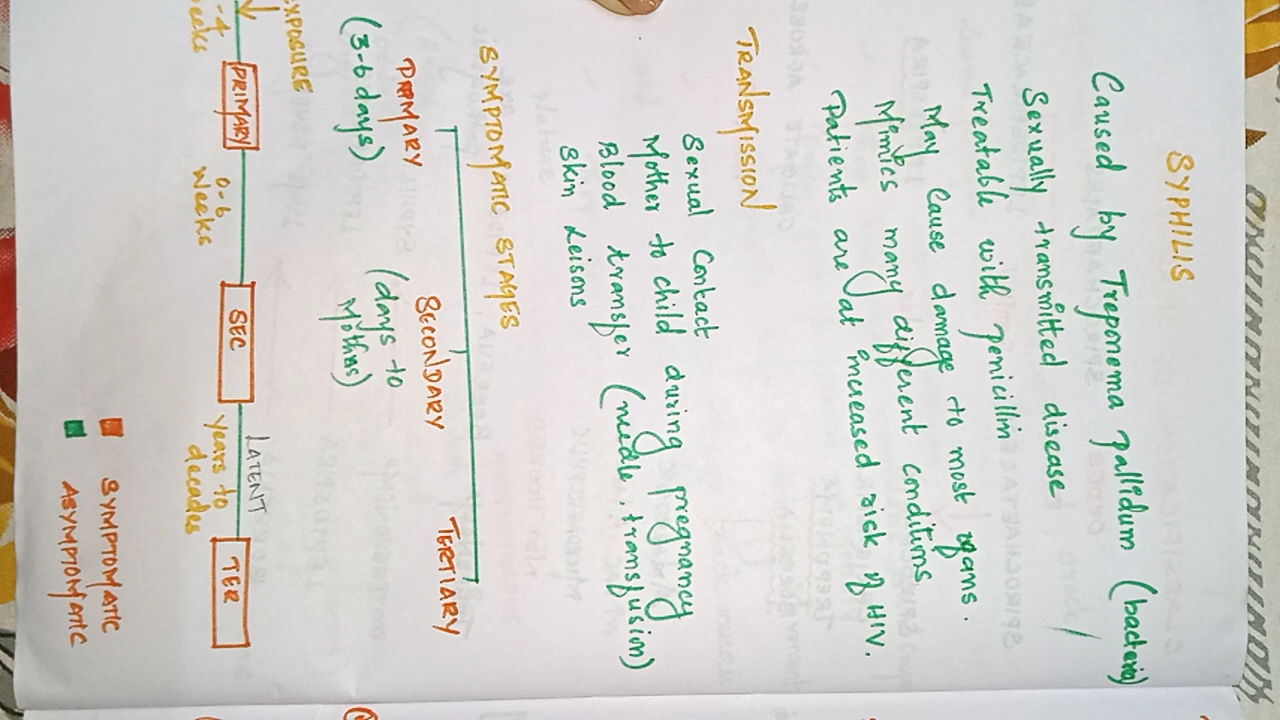 SYPHILIS
Caused by Treponema pallidum (bacteria)
Sexually transmitted disease
Treatable with penicillin
May cause damage to most organs.
Mimics many different conditions
Patients are at increased risk of HIV.
TRANSMISSION
Sexual Contact
Mother to child during pregnancy
Blood transfer (needle, transfusion)
Skin Leisons
SYMPTOMATIC STAGES
PRIMARY SECONDARY TERTIARY
(3-6 days) (days to
Mothns)
EXPOSURE
LATENT
PRIMARY SEC TER
0-6 years to
weeks decades
SYMPTOMATIC
ASYMPTOMATIC